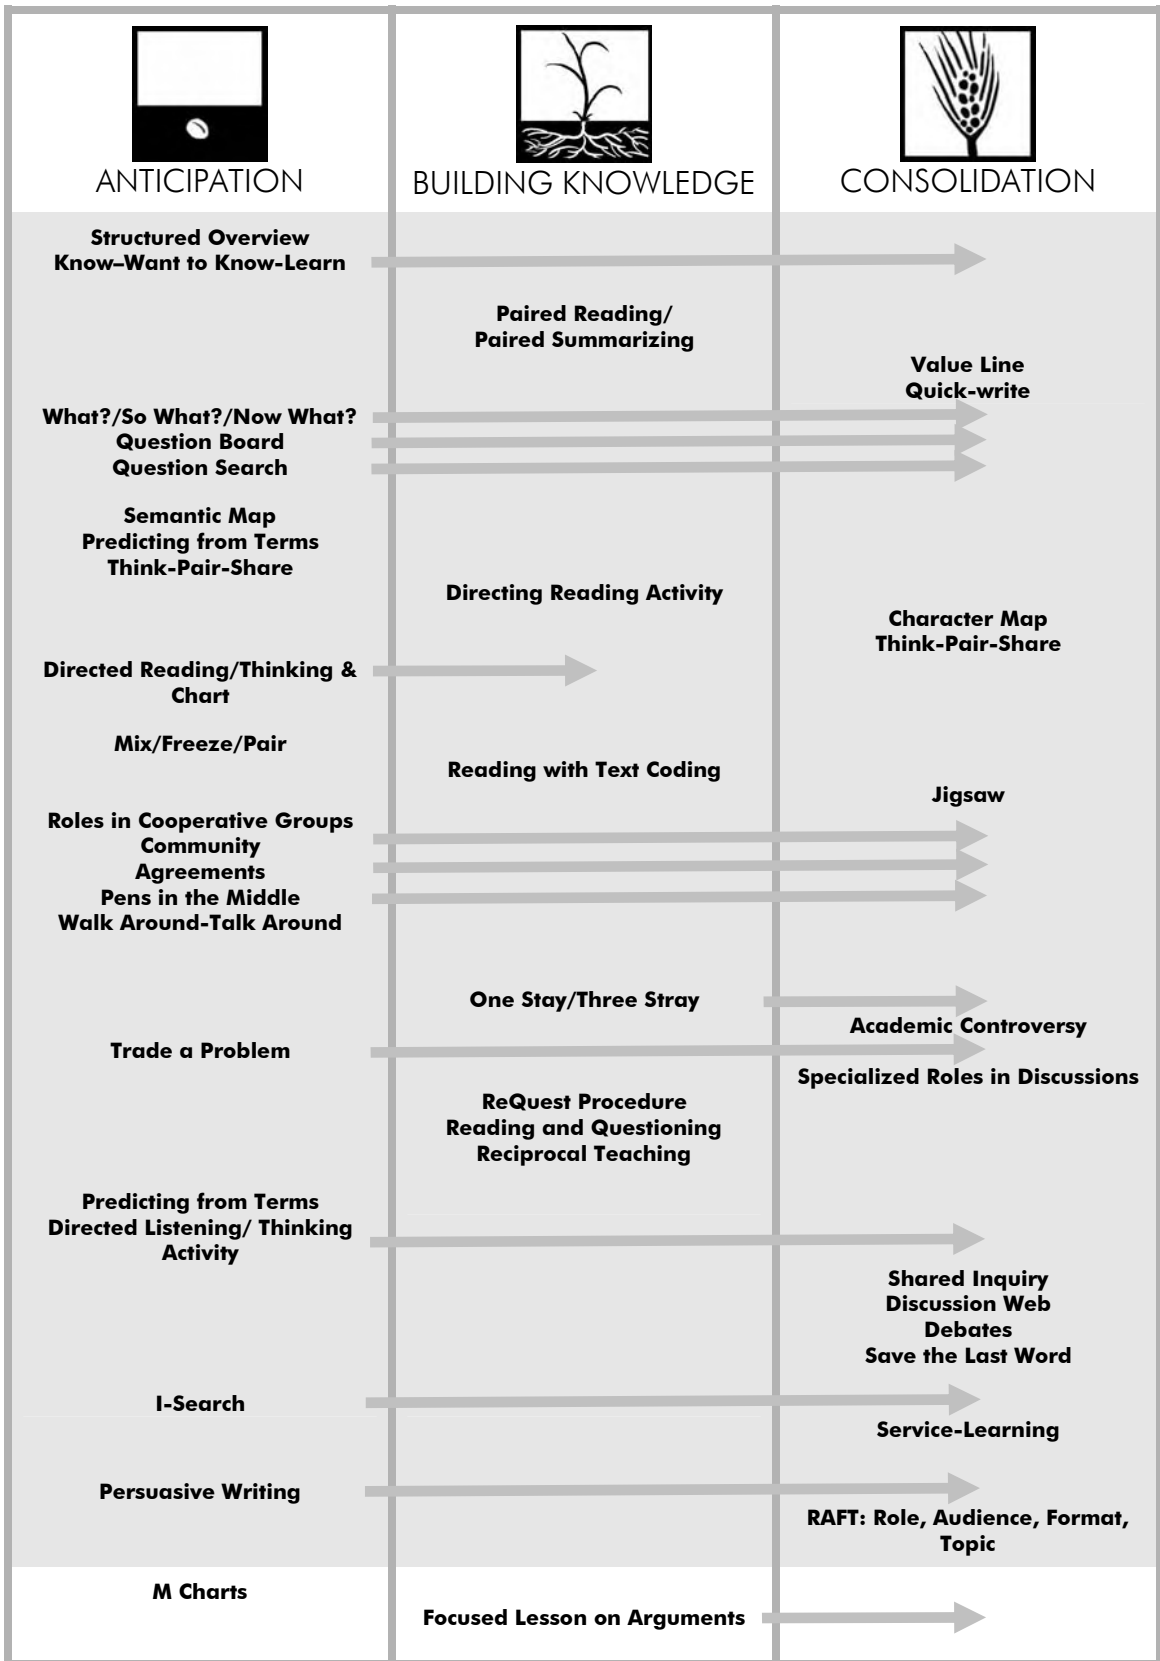 ANTICIPATION
BUILDING KNOWLEDGE
CONSOLIDATION
Structured Overview
Know–Want to Know-Learn
Paired Reading/
Paired Summarizing
Value Line
Quick-write
What?/So What?/Now What?
Question Board
Question Search
Semantic Map
Predicting from Terms
Think-Pair-Share
Directing Reading Activity
Character Map
Think-Pair-Share
Directed Reading/Thinking &
Chart
Mix/Freeze/Pair
Reading with Text Coding
Jigsaw
Roles in Cooperative Groups
Community
Agreements
Pens in the Middle
Walk Around-Talk Around
One Stay/Three Stray
Academic Controversy
Trade a Problem
Specialized Roles in Discussions
ReQuest Procedure
Reading and Questioning
Reciprocal Teaching
Predicting from Terms
Directed Listening/ Thinking
Activity
Shared Inquiry
Discussion Web
Debates
Save the Last Word
I-Search
Service-Learning
Persuasive Writing
RAFT: Role, Audience, Format,
Topic
M Charts
Focused Lesson on Arguments